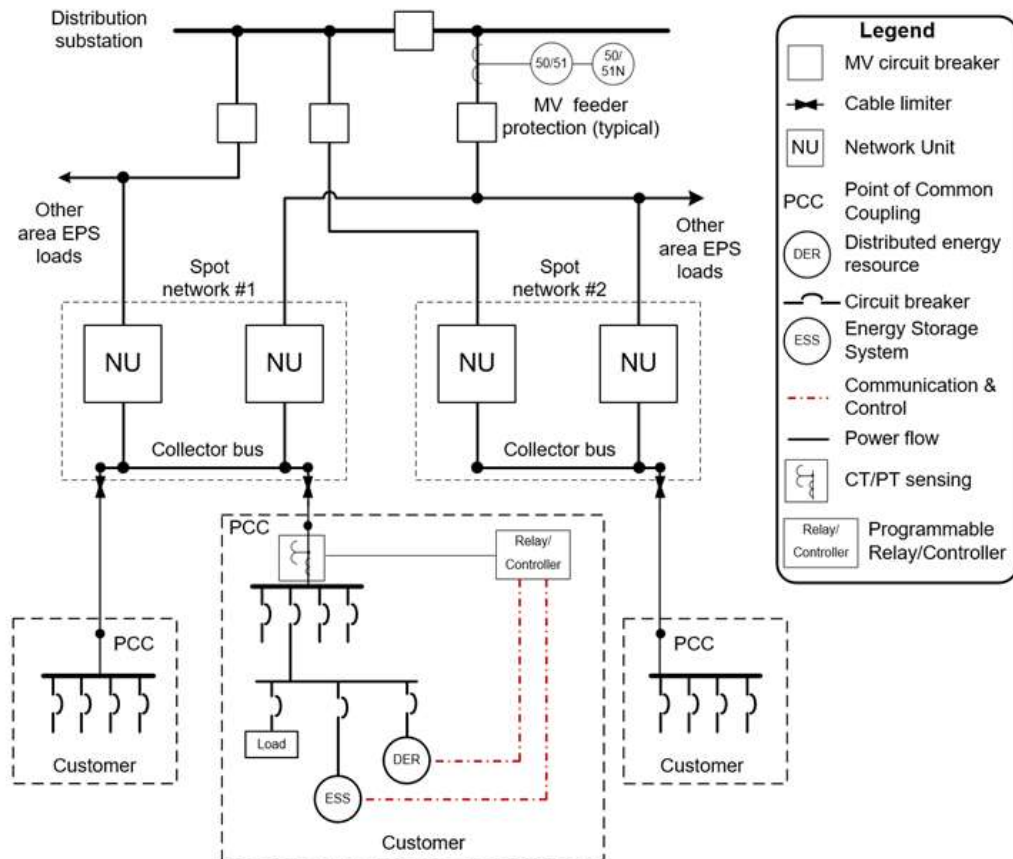 Distribution
substation
50/51
50/
51N
MV feeder
protection (typical)
Other
area EPS
loads
Other
area EPS
loads
Spot
network #1
Spot
network #2
NU
NU
NU
NU
Collector bus
Collector bus
PCC
Relay/
Controller
PCC
PCC
Load
DER
ESS
Customer
Customer
Customer
Legend
MV circuit breaker
Cable limiter
NU
Network Unit
PCC
Point of Common
Coupling
DER
Distributed energy
resource
Circuit breaker
ESS
Energy Storage
System
Communication &
Control
Power flow
CT/PT sensing
Relay/
Controller
Programmable
Relay/Controller